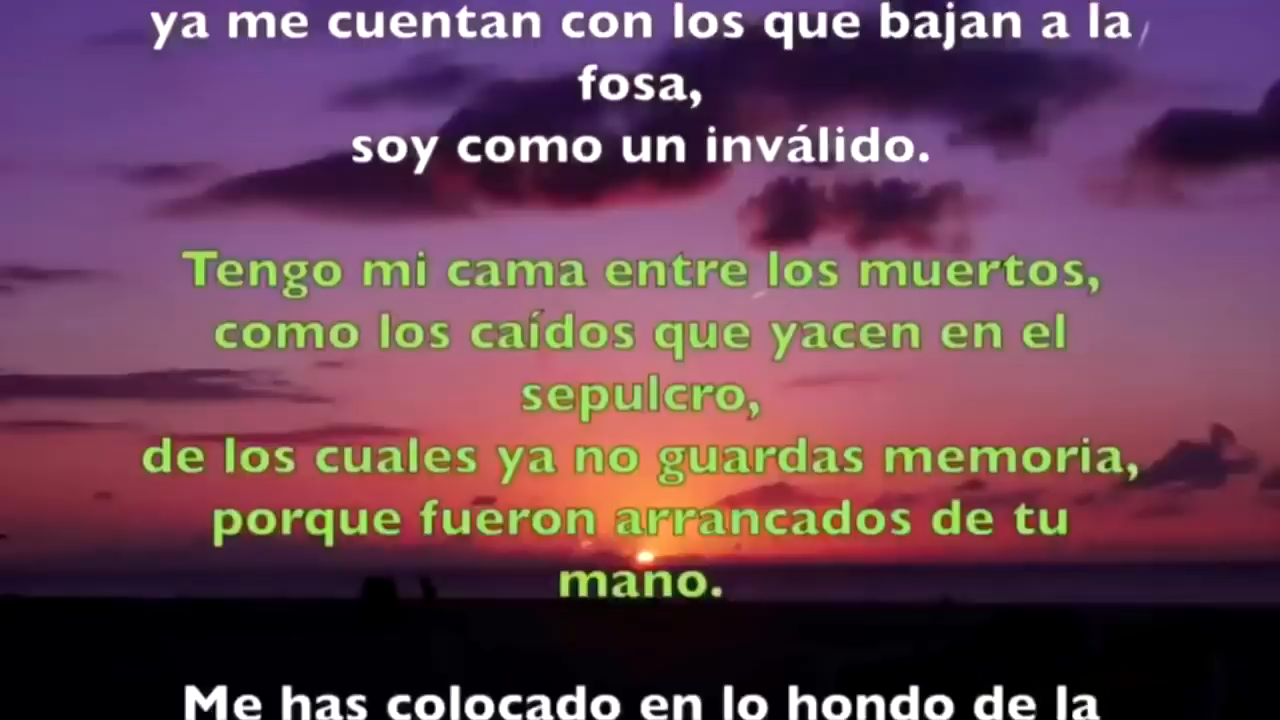 ya me cuentan con los que bajan a la
fosa,
soy como un inválido.
Tengo mi cama entre los muertos,
como los caídos que yacen en el
sepulcro,
de los cuales ya no guardas memoria,
porque fueron arrancados de tu
mano.
Me has colocado en lo hondo de la